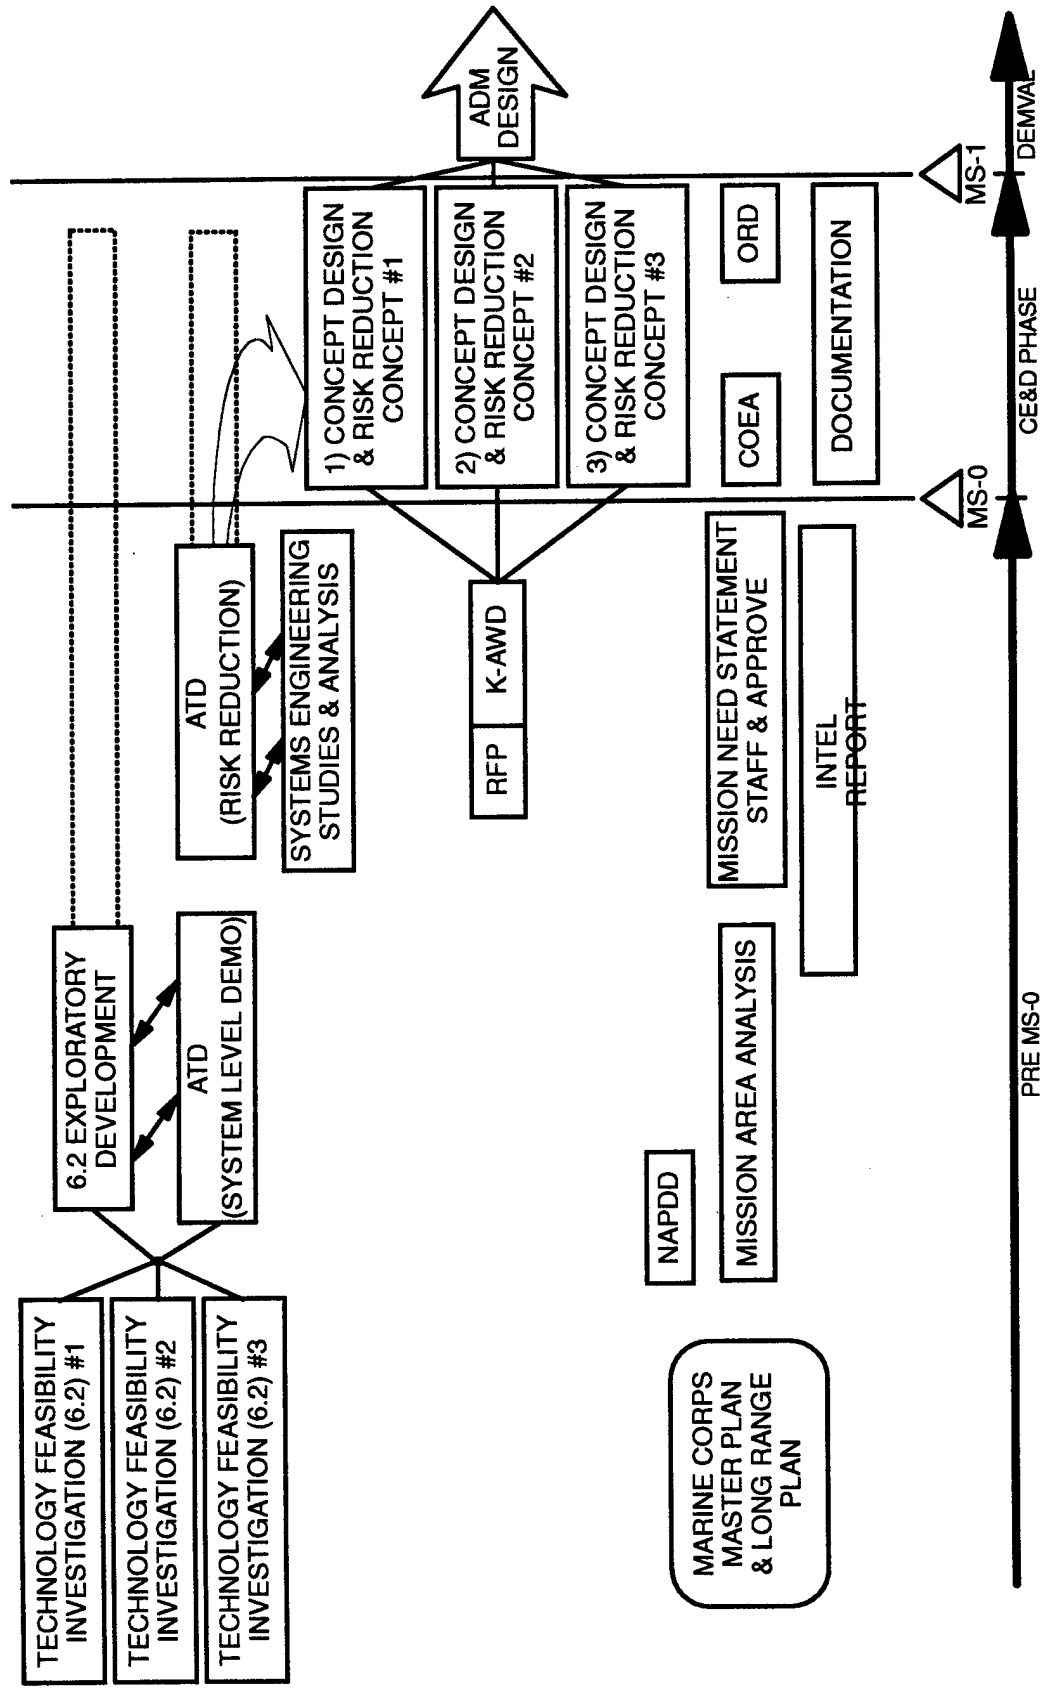 TECHNOLOGY FEASIBILITY
INVESTIGATION (6.2) #1
TECHNOLOGY FEASIBILITY
INVESTIGATION (6.2) #2
TECHNOLOGY FEASIBILITY
INVESTIGATION (6.2) #3
6.2 EXPLORATORY
DEVELOPMENT
ATD
(SYSTEM LEVEL DEMO)
ATD
(RISK REDUCTION)
SYSTEMS ENGINEERING
STUDIES & ANALYSIS
RFP
K-AWD
1) CONCEPT DESIGN
& RISK REDUCTION
CONCEPT #1
2) CONCEPT DESIGN
& RISK REDUCTION
CONCEPT #2
3) CONCEPT DESIGN
& RISK REDUCTION
CONCEPT #3
ADM
DESIGN
MARINE CORPS
MASTER PLAN
& LONG RANGE
PLAN
NAPDD
MISSION AREA ANALYSIS
MISSION NEED STATEMENT
STAFF & APPROVE
INTEL
REPORT
COEA
ORD
DOCUMENTATION
MS-0
MS-1
PRE MS-0
CE&D PHASE
DEMVAL